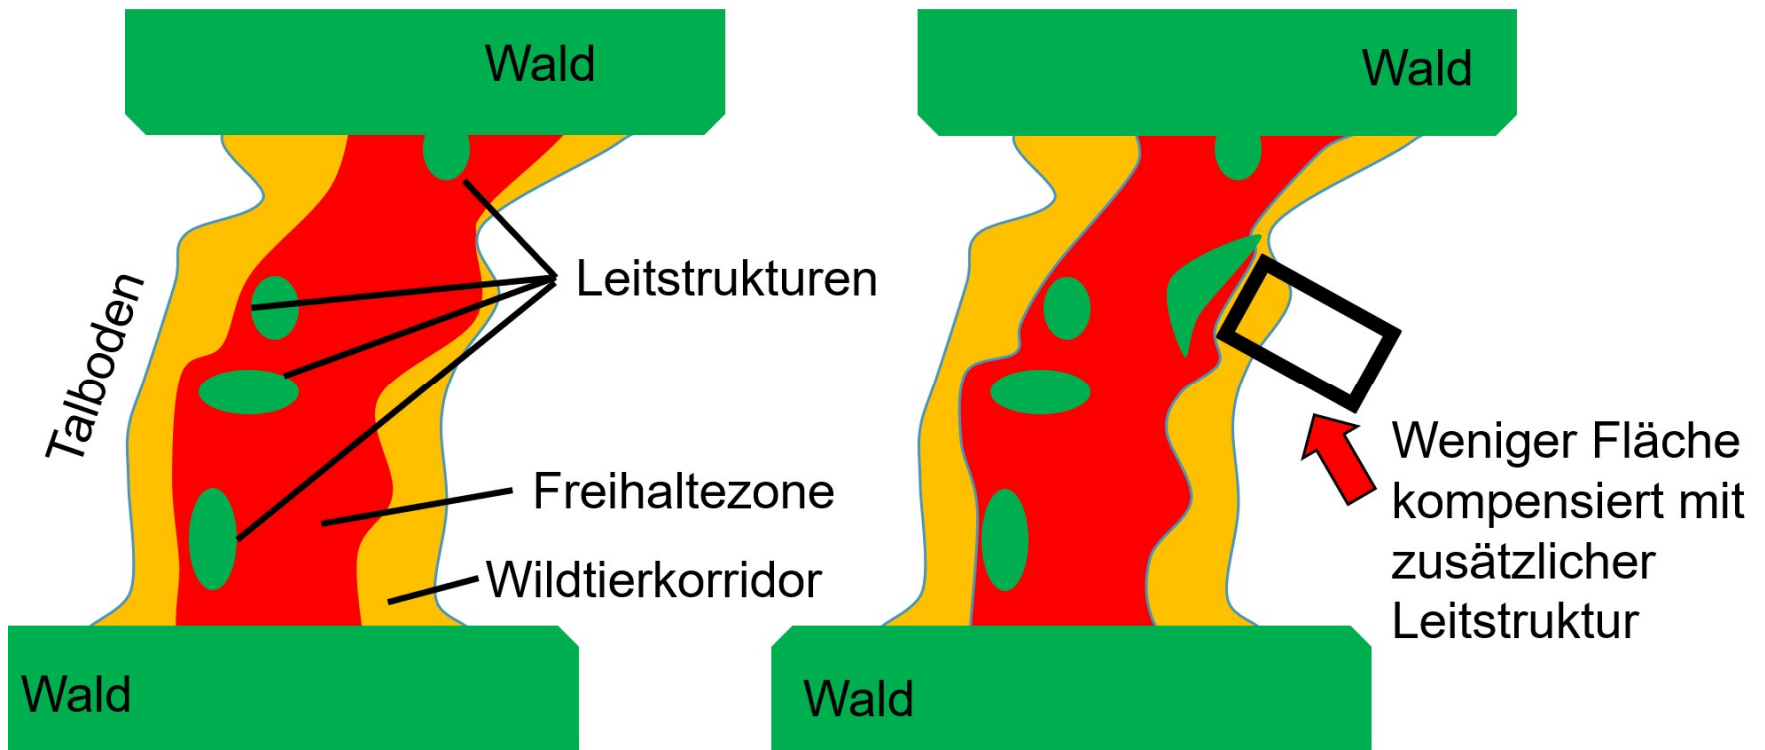 Wald
Wald
Leitstrukturen
Talboden
Weniger Fläche
kompensiert mit
zusätzlicher
Leitstruktur
Freihaltezone
Wildtierkorridor
Wald
Wald